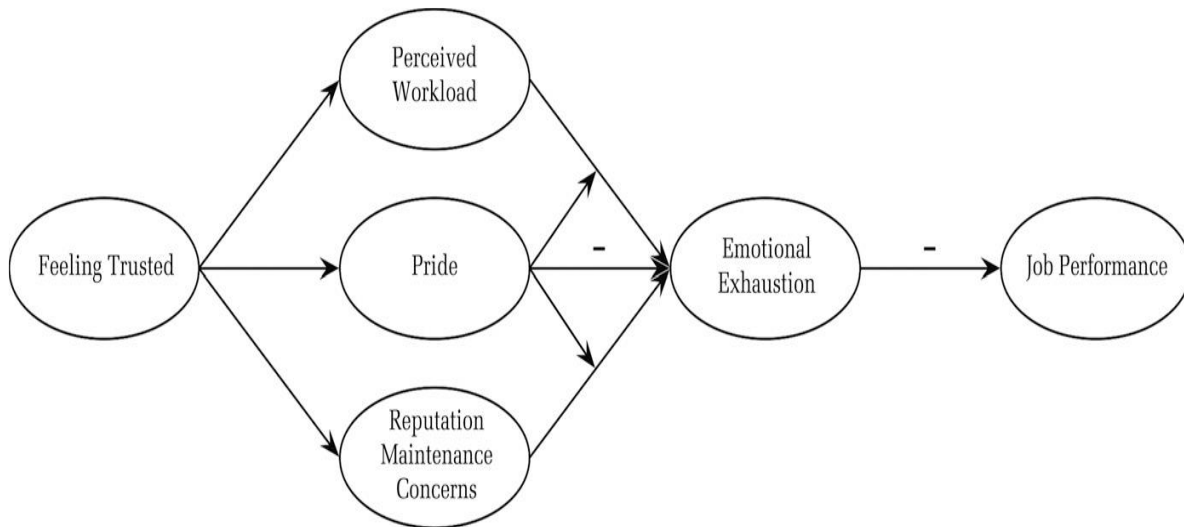 Perceived
Workload
Feeling Trusted
Pride
–
Emotional
Exhaustion
–
Job Performance
Reputation
Maintenance
Concerns